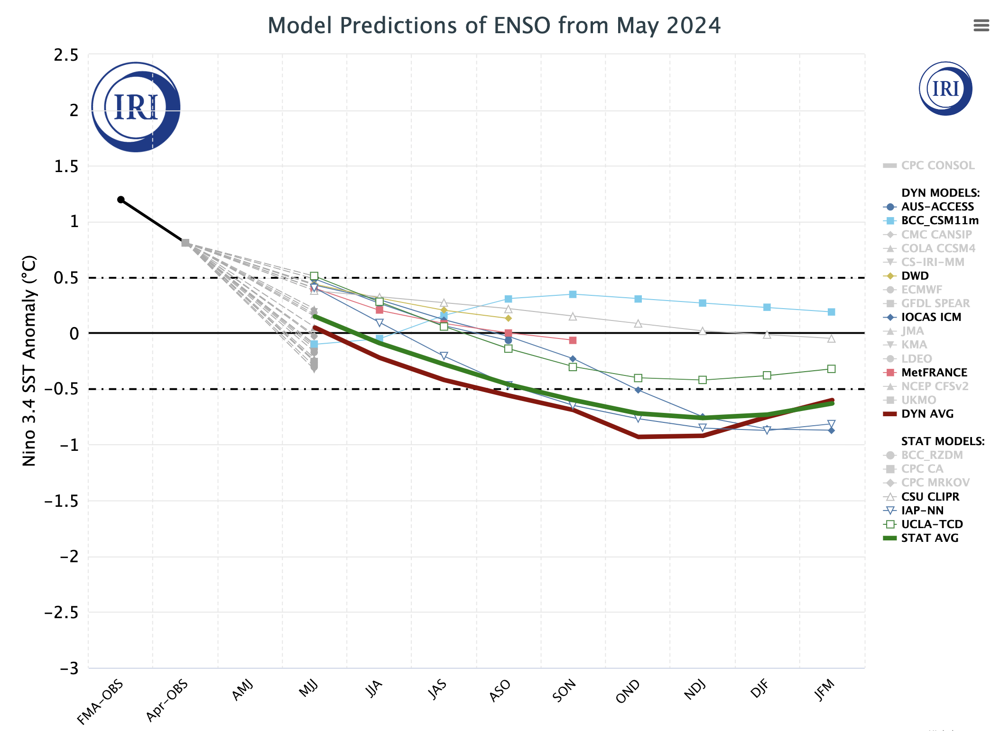 Model Predictions of ENSO from May 2024
IRI
IRI
Nino 3.4 SST Anomaly (°C)
2.5
2
1.5
1
0.5
0
−0.5
−1
−1.5
−2
−2.5
−3
FMA-OBS
Apr-OBS
AMJ
MJJ
JJA
JAS
ASO
SON
OND
NDJ
DJF
JFM
CPC CONSOL
DYN MODELS:
AUS-ACCESS
BCC_CSM11m
CMC CANSIP
COLA CCSM4
CS-IRI-MM
DWD
ECMWF
GFDL SPEAR
IOCAS ICM
JMA
KMA
LDEO
MetFRANCE
NCEP CFSv2
UKMO
DYN AVG
STAT MODELS:
BCC_RZDM
CPC CA
CPC MRKOV
CSU CLIPR
IAP-NN
UCLA-TCD
STAT AVG